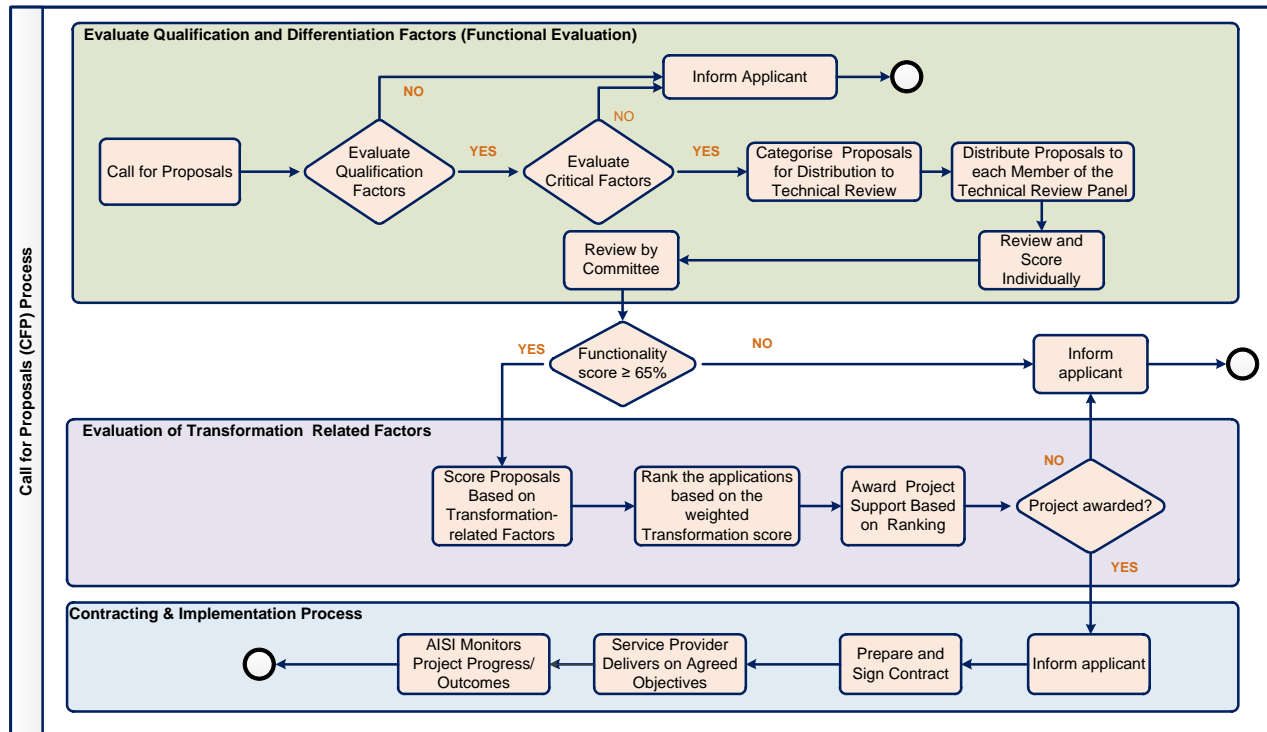 Call for Proposals (CFP) Process
Evaluate Qualification and Differentiation Factors (Functional Evaluation)
Inform Applicant
NO
NO
Call for Proposals
Evaluate
Qualification
Factors
YES
Evaluate
Critical Factors
YES
Categorise Proposals
for Distribution to
Technical Review
Distribute Proposals to
each Member of the
Technical Review Panel
Review by
Committee
Review and
Score
Individually
YES
Functionality
score ≥ 65%
NO
Inform
applicant
Evaluation of Transformation Related Factors
Score Proposals
Based on
Transformation-
related Factors
Rank the applications
based on the
weighted
Transformation score
Award Project
Support Based
on Ranking
NO
Project awarded?
YES
Contracting & Implementation Process
AISI Monitors
Project Progress/
Outcomes
Service Provider
Delivers on Agreed
Objectives
Prepare and
Sign Contract
Inform applicant